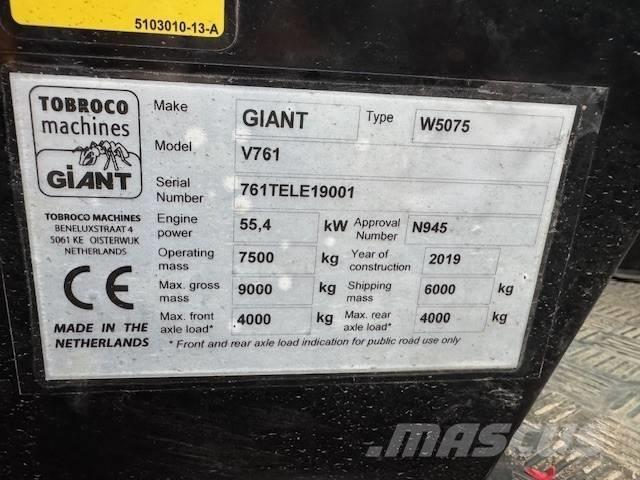 5103010-13-A
TOBROCO
machines
GiANT
TOBROCO MACHINES
BENELUXSTRAAT 4
5061 KE OISTERWIJK
NETHERLANDS
CE
MADE IN THE
NETHERLANDS
Make GIANT Type W5075
Model V761
Serial Number 761TELE19001
Engine power 55,4 kW Approval Number N945
Operating mass 7500 kg Year of construction 2019
Max. gross mass 9000 kg Shipping mass 6000 kg
Max. front axle load* 4000 kg Max. rear axle load* 4000 kg
* Front and rear axle load indication for public road use only
MASCUS